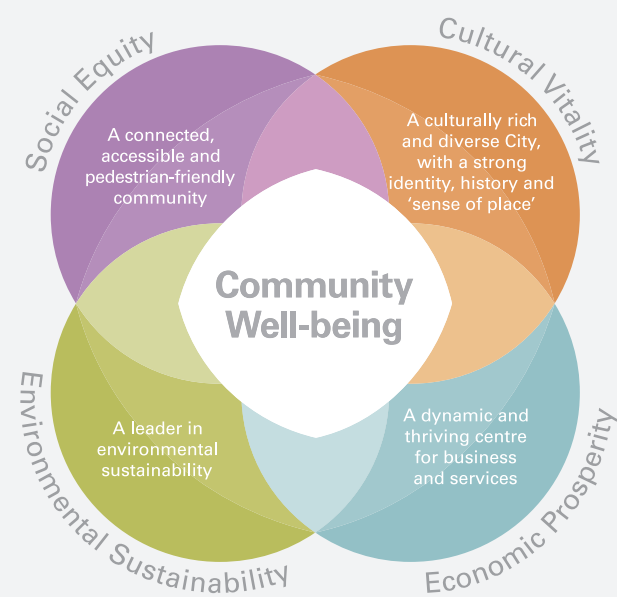 Social Equity
Cultural Vitality
A connected,
accessible and
pedestrian-friendly
community
A culturally rich
and diverse City,
with a strong
identity, history and
‘sense of place’
Community
Well-being
A leader in
environmental
sustainability
A dynamic and
thriving centre
for business
and services
Environmental Sustainability
Economic Prosperity